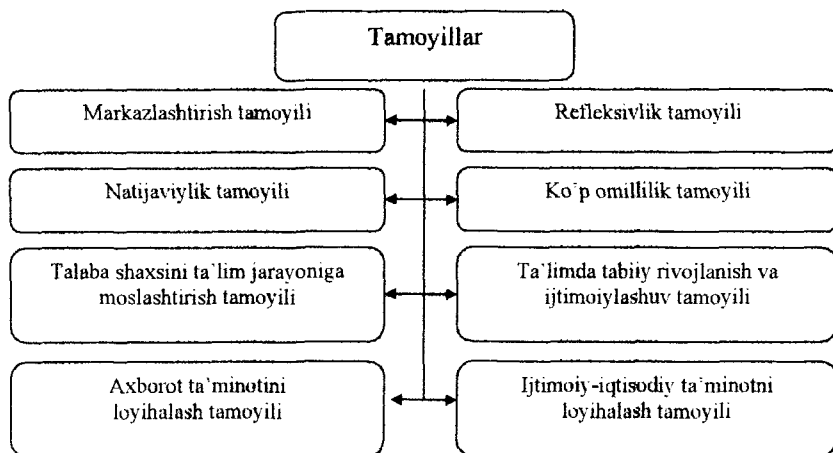 Tamoyillar
Markazlashtirish tamoyili
Refleksivlik tamoyili
Natijaviylik tamoyili
Ko`p omillilik tamoyili
Talaba shaxsini ta`lim jarayoniga
moslashtirish tamoyili
Ta`limda tabiiy rivojlanish va
ijtimoiylashuv tamoyili
Axborot ta`minotini
loyihalash tamoyili
Ijtimoiy-iqtisodiy ta`minotni
loyihalash tamoyili